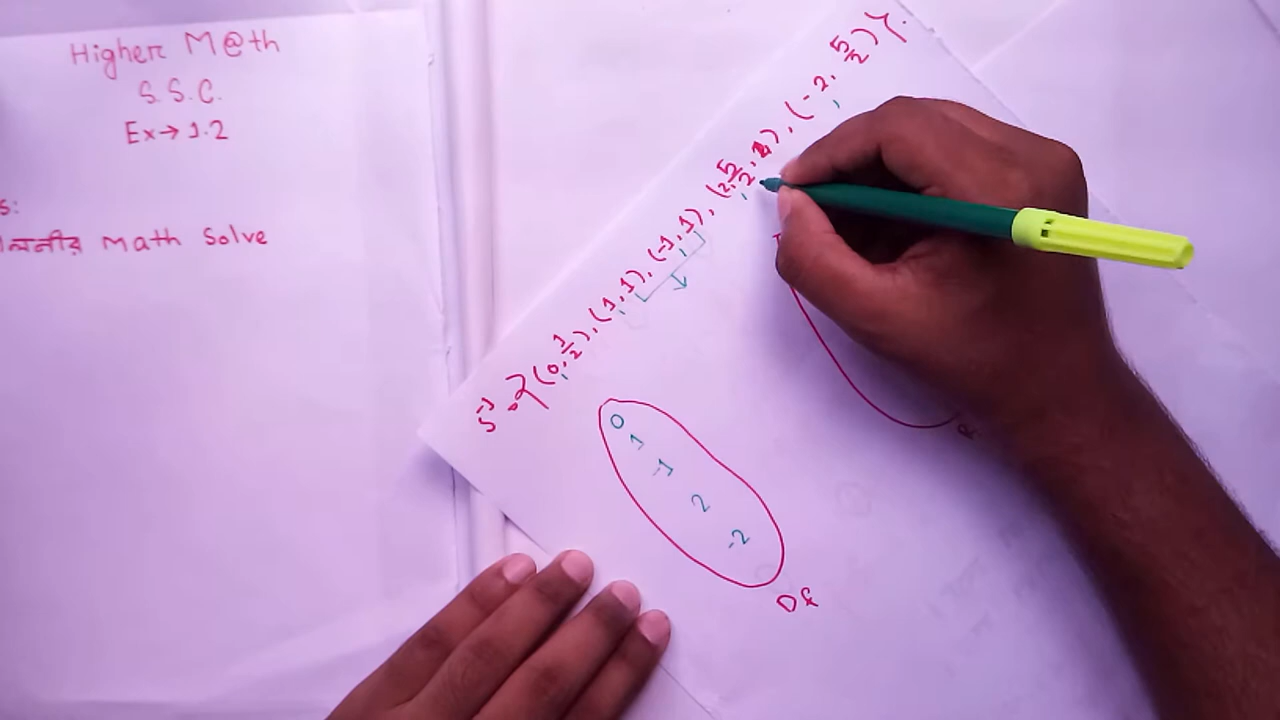 Higher M@th
S.S.C.
Ex→1.2
s:
Math Solve
S⁻¹ = {(0, 1/2), (1, 1), (-1, 1), (2, 5/2), (-2, 5/2)}.
0
1
-1
2
-2
Df
R